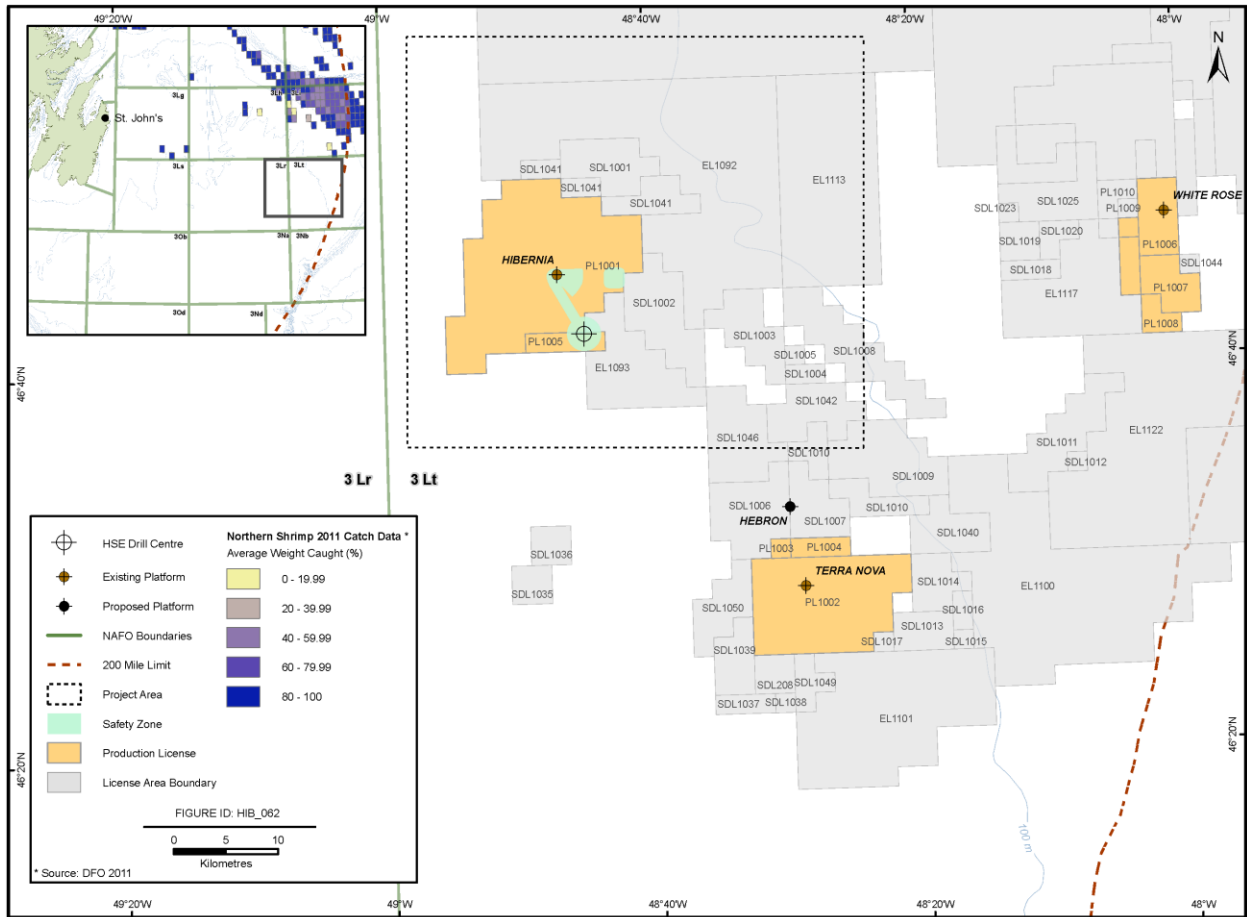 49°20'W
49°W
48°40'W
48°20'W
48°W
N
St. John's
3Lg
3Lh
3Ls
3Lr
3Lt
3Ob
3Na
3Nb
3Od
3Nd
EL1092
EL1113
SDL1041
SDL1001
SDL1041
SDL1041
HIBERNIA
PL1001
SDL1002
PL1005
EL1093
SDL1003
SDL1005
SDL1008
SDL1004
SDL1042
SDL1046
SDL1010
PL1010
WHITE ROSE
SDL1023
SDL1025
PL1009
SDL1020
SDL1019
PL1006
SDL1018
SDL1044
EL1117
PL1007
PL1008
46°40'N
46°40'N
EL1122
SDL1011
SDL1012
SDL1009
3 Lr
3 Lt
SDL1006
SDL1007
SDL1010
HEBRON
SDL1040
PL1003
PL1004
SDL1036
SDL1035
TERRA NOVA
PL1002
SDL1014
EL1100
SDL1050
SDL1016
SDL1013
SDL1017
SDL1015
SDL1039
SDL208
SDL1049
SDL1037
SDL1038
EL1101
46°20'N
46°20'N
100 m
HSE Drill Centre
Existing Platform
Proposed Platform
NAFO Boundaries
200 Mile Limit
Project Area
Safety Zone
Production License
License Area Boundary
Northern Shrimp 2011 Catch Data *
Average Weight Caught (%)
0 - 19.99
20 - 39.99
40 - 59.99
60 - 79.99
80 - 100
FIGURE ID: HIB_062
0 5 10
Kilometres
* Source: DFO 2011
49°20'W
49°W
48°40'W
48°20'W
48°W